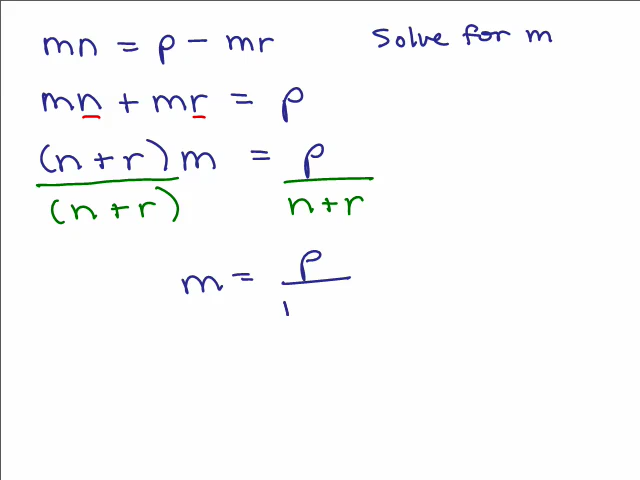 mn = p - mr    Solve for m
mn + mr = p
(n + r) m = p
(n + r)    n + r
m = p